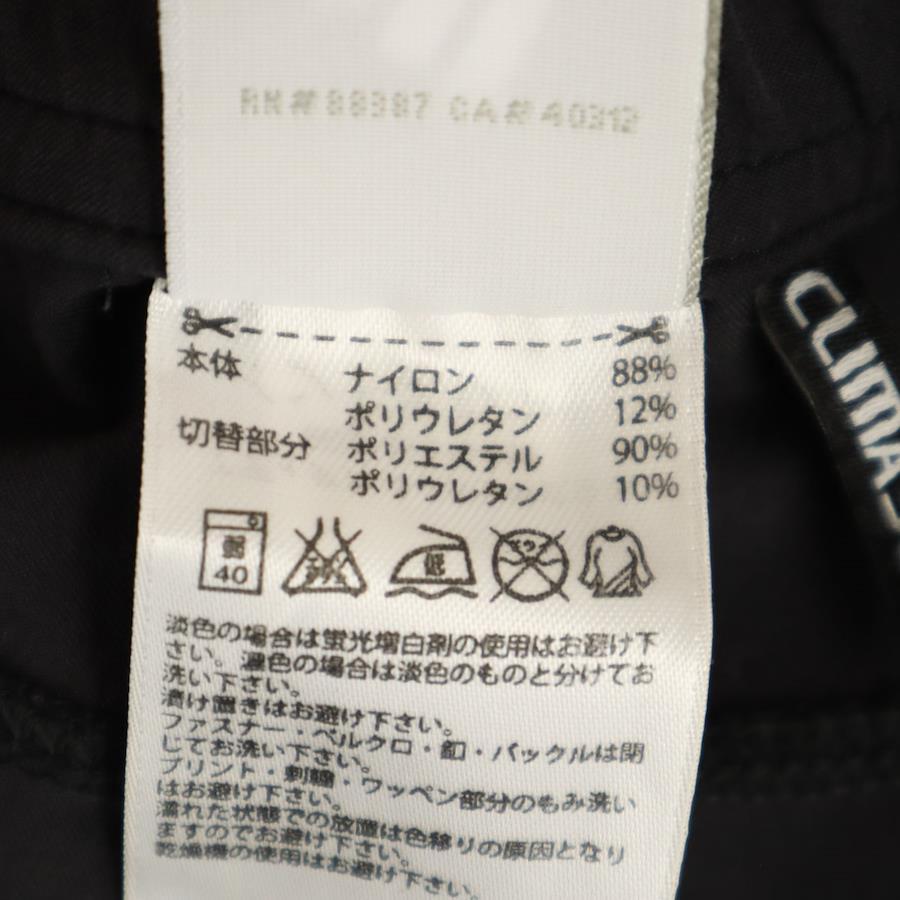 RN# 88387 CA# 40312
本体 ナイロン 88%
ポリウレタン 12%
切替部分 ポリエステル 90%
ポリウレタン 10%
弱
40
低
淡色の場合は蛍光増白剤の使用はお避け下
さい。濃色の場合は淡色のものと分けてお
洗い下さい。
漬け置きはお避け下さい。
ファスナー・ベルクロ・釦・バックルは閉
じてお洗い下さい。
プリント・刺繍・ワッペン部分のもみ洗い
はお避け下さい。
濡れた状態での放置は色移りの原因となり
ますのでお避け下さい。
乾燥機の使用はお避け下さい。
CLIMA